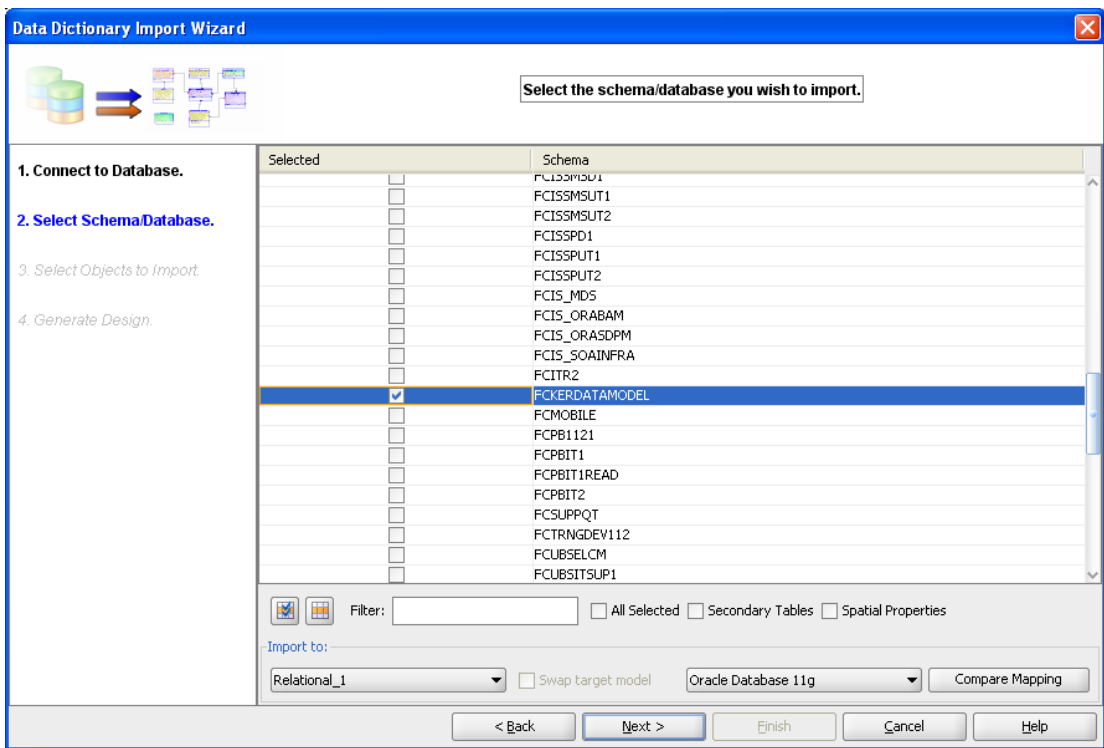 Data Dictionary Import Wizard
Select the schema/database you wish to import.
1. Connect to Database.
2. Select Schema/Database.
3. Select Objects to Import.
4. Generate Design.
Selected Schema
FCISSMSD1
FCISSMSUT1
FCISSMSUT2
FCISSPD1
FCISSPUT1
FCISSPUT2
FCIS_MDS
FCIS_ORABAM
FCIS_ORASDPM
FCIS_SOAINFRA
FCITR2
FCKERDATAMODEL
FCMOBILE
FCPB1121
FCPBIT1
FCPBIT1READ
FCPBIT2
FCSUPPQT
FCTRNGDEV112
FCUBSELCM
FCUBSITSUP1
Filter: All Selected Secondary Tables Spatial Properties
Import to:
Relational_1 Swap target model Oracle Database 11g Compare Mapping
< Back Next > Finish Cancel Help